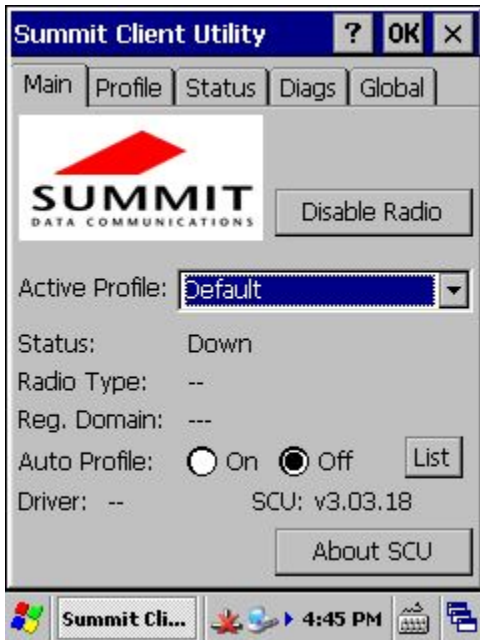 Summit Client Utility ? OK ×
Main Profile Status Diags Global
SUMMIT
DATA COMMUNICATIONS
Disable Radio
Active Profile: Default
Status: Down
Radio Type: --
Reg. Domain: ---
Auto Profile: On Off List
Driver: -- SCU: v3.03.18
About SCU
Summit Cli... 4:45 PM